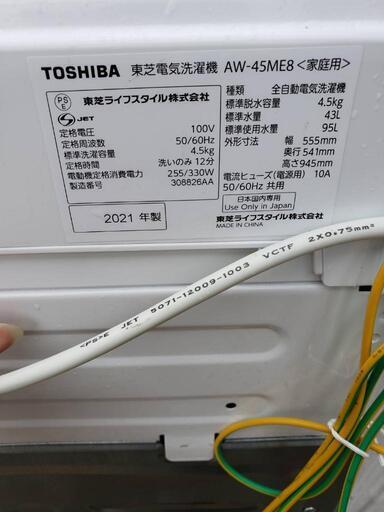 TOSHIBA 東芝電気洗濯機 AW-45ME8<家庭用>
PS E 東芝ライフスタイル株式会社
JET
定格電圧 100V
定格周波数 50/60Hz
標準洗濯容量 4.5kg
定格時間 洗いのみ 12分
電動機定格消費電力 255/330W
製造番号 308826AA
2021 年製
種類 全自動電気洗濯機
標準脱水容量 4.5kg
標準水量 43L
標準使用水量 95L
外形寸法 幅 555mm
奥行 541mm
高さ 945mm
電流ヒューズ(電源用) 10A
50/60Hz 共用
日本国内専用
Use Only in Japan
東芝ライフスタイル株式会社
MADE IN CHINA
<PS>E JET 5071-12009-1003 VCTF 2X0.75mm²